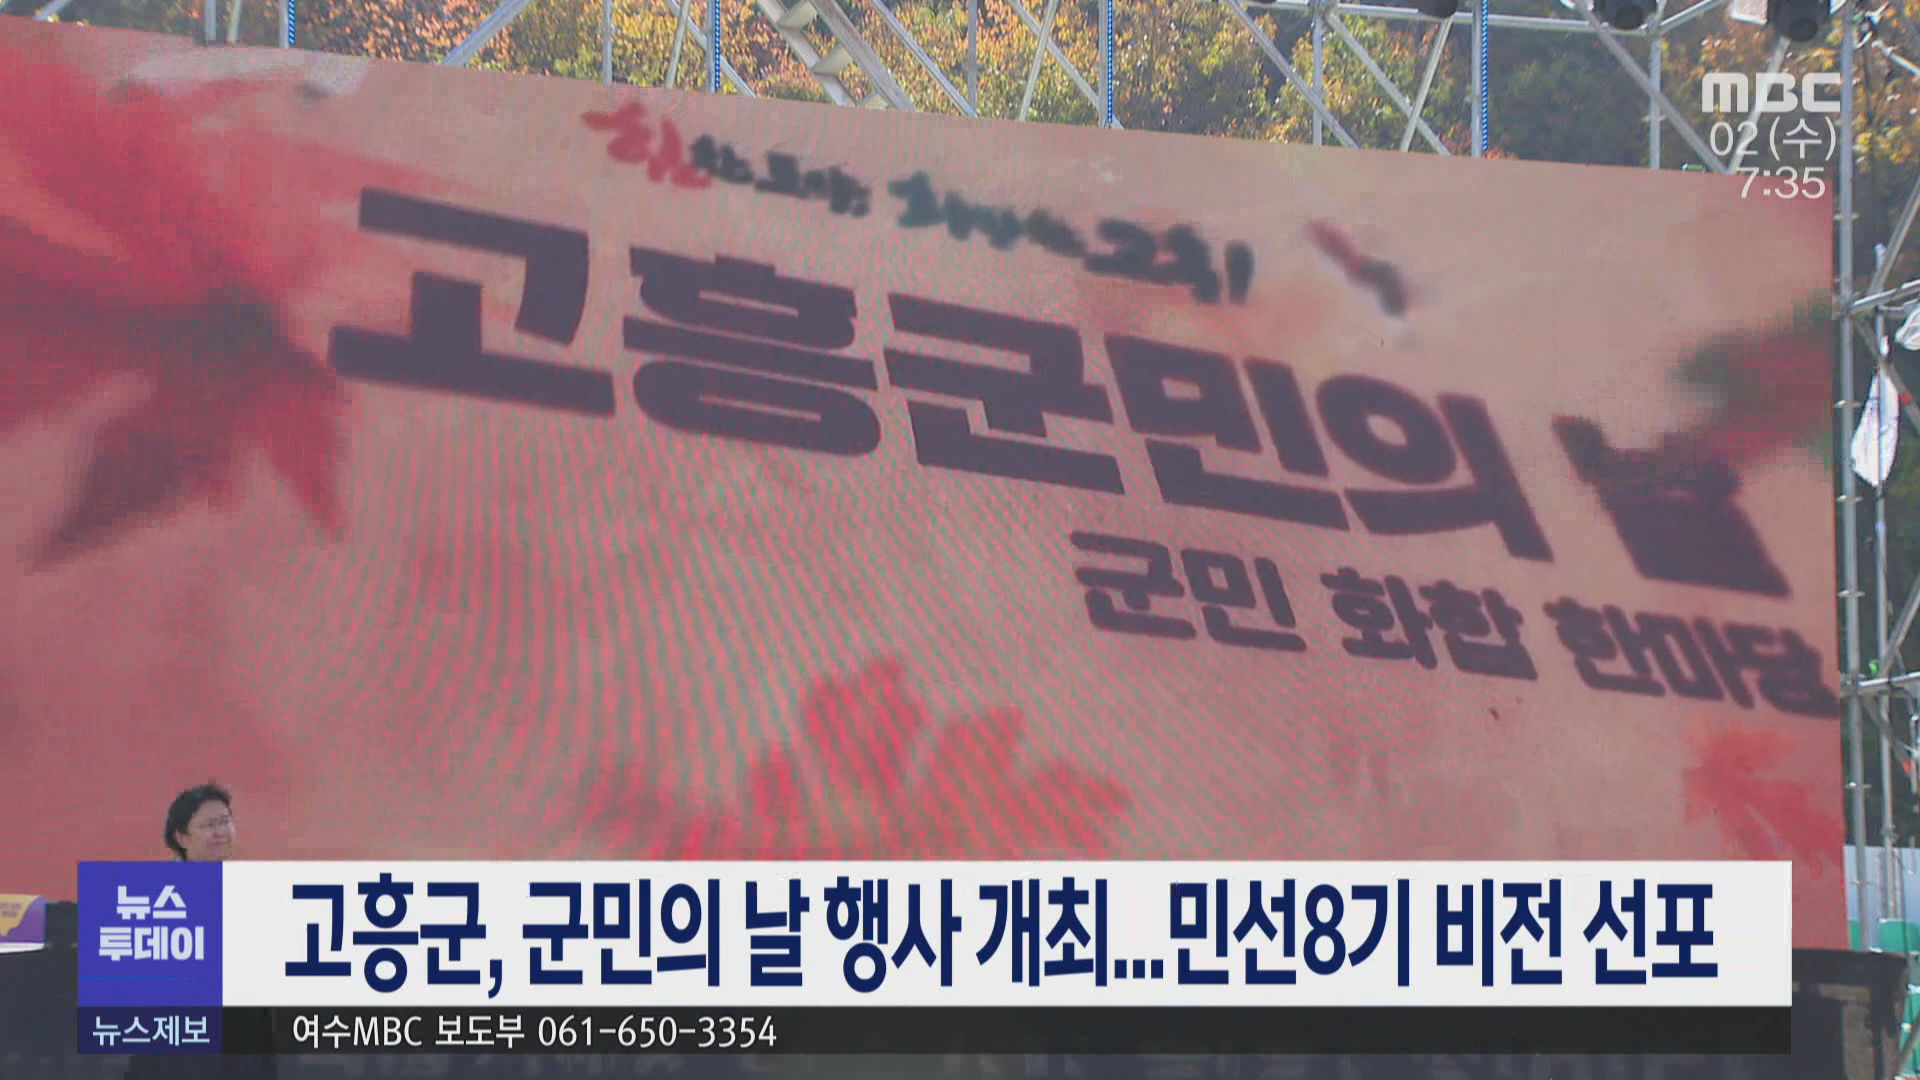 MBC
02(수)
7:35
고흥군민의 날
군민 화합 한마당
뉴스
투데이
고흥군, 군민의 날 행사 개최...민선8기 비전 선포
뉴스제보
여수MBC 보도부 061-650-3354